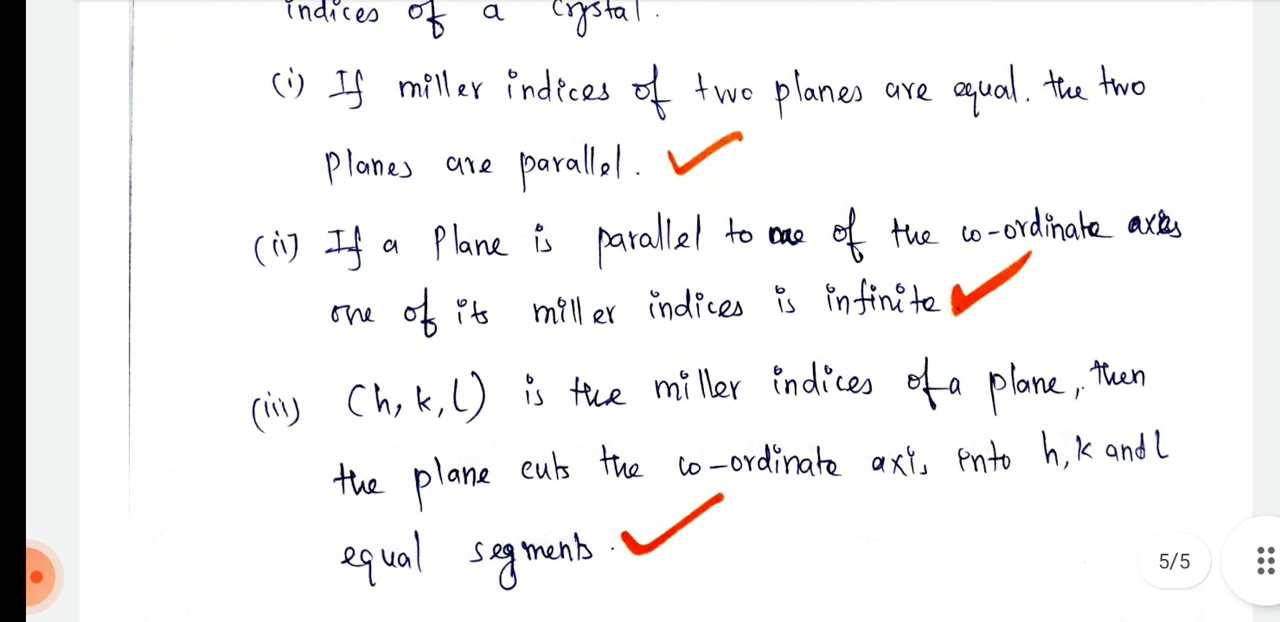 indices of a crystal.
(i) If miller indices of two planes are equal. the two
planes are parallel.
(ii) If a Plane is parallel to one of the co-ordinate axes
one of its miller indices is infinite
(iii) (h, k, l) is the miller indices of a plane, then
the plane cuts the co-ordinate axis into h, k and l
equal segments.
5/5